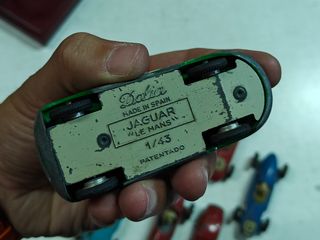 Dalia
MADE IN SPAIN
JAGUAR
"LE MANS"
1/43
PATENTADO